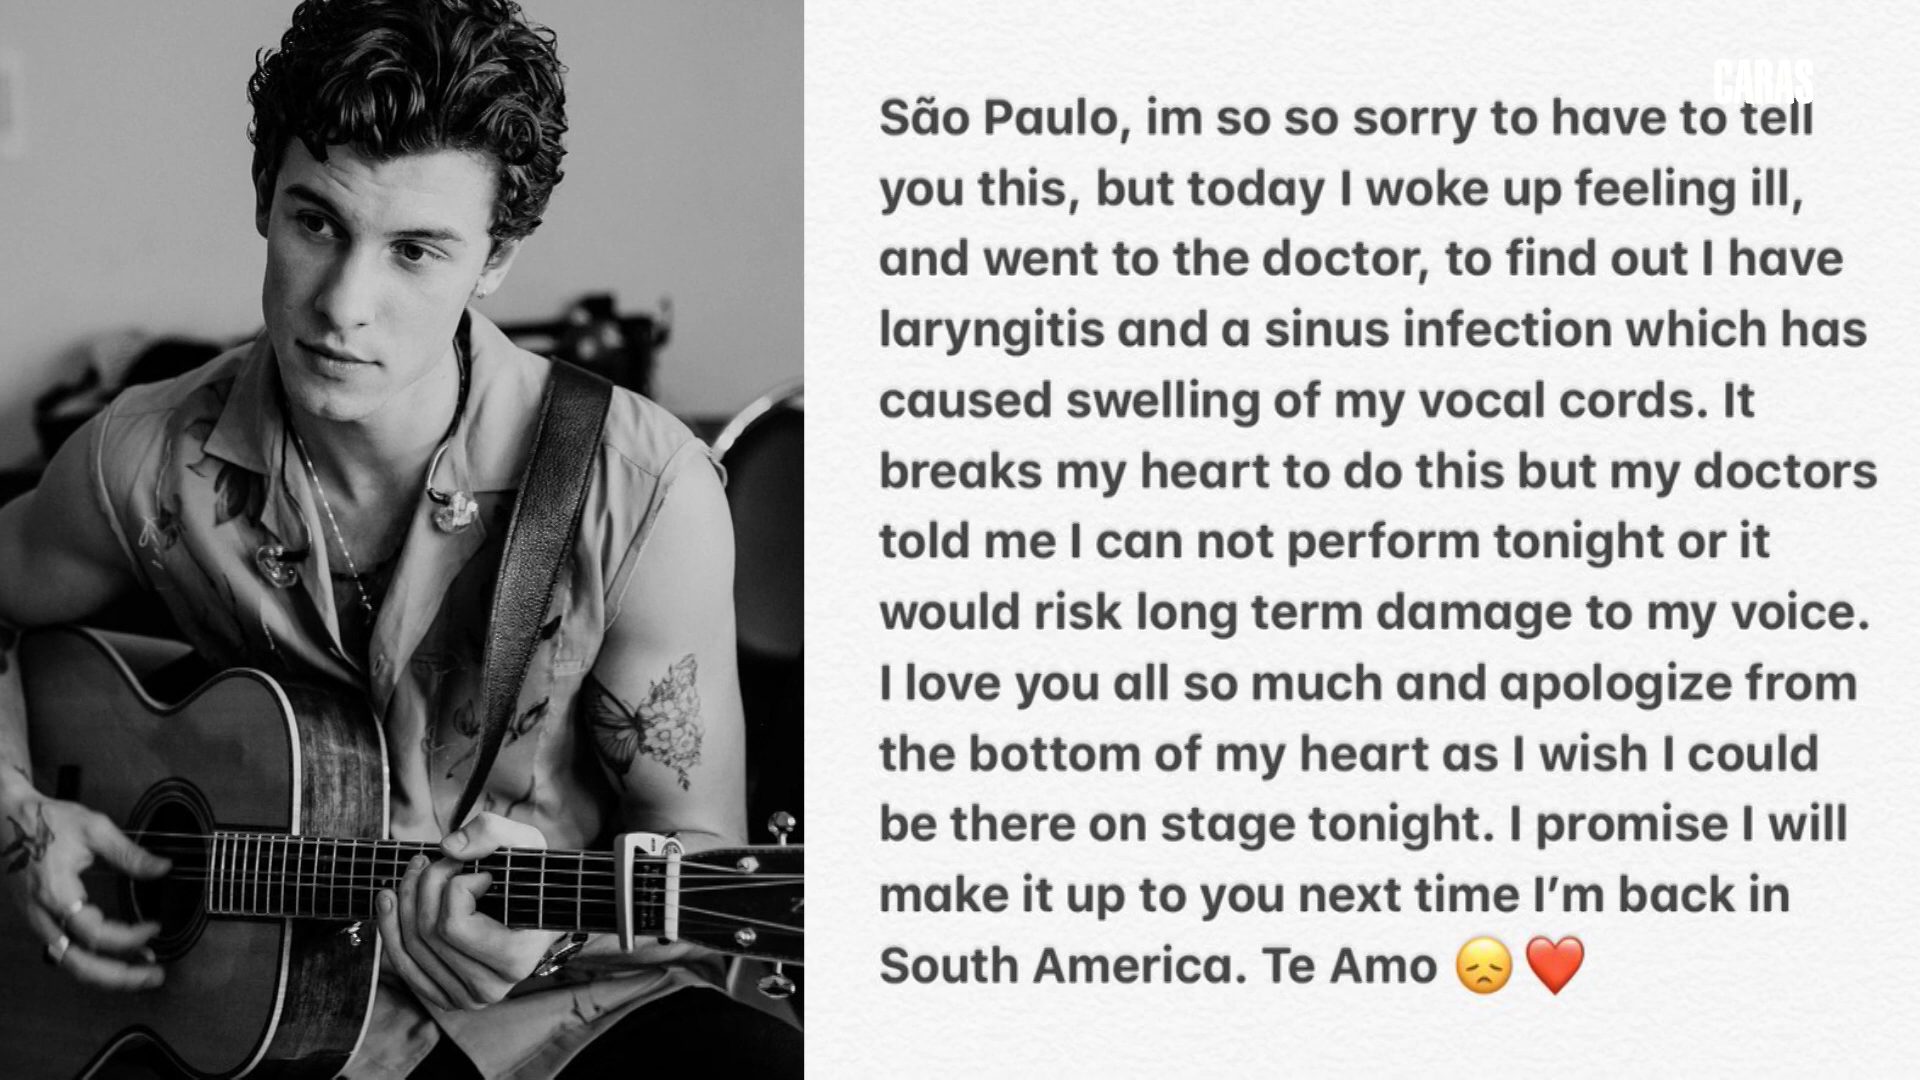 CARAS
São Paulo, im so so sorry to have to tell
you this, but today I woke up feeling ill,
and went to the doctor, to find out I have
laryngitis and a sinus infection which has
caused swelling of my vocal cords. It
breaks my heart to do this but my doctors
told me I can not perform tonight or it
would risk long term damage to my voice.
I love you all so much and apologize from
the bottom of my heart as I wish I could
be there on stage tonight. I promise I will
make it up to you next time I’m back in
South America. Te Amo 😞❤️